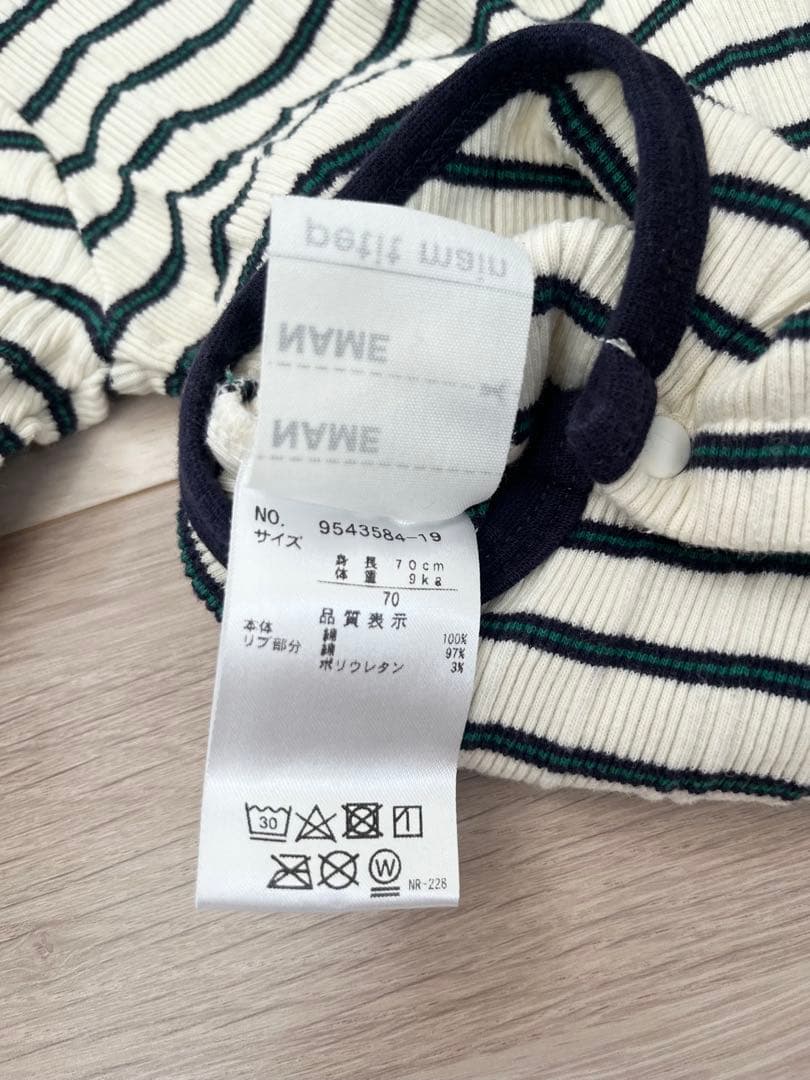 petit main
NAME
NAME
NO. 9543584-19
サイズ
身長 70cm
体重 9kg
70
品質表示
本体 綿 100%
リブ部分 綿 97%
ポリウレタン 3%
30
W
NR-228